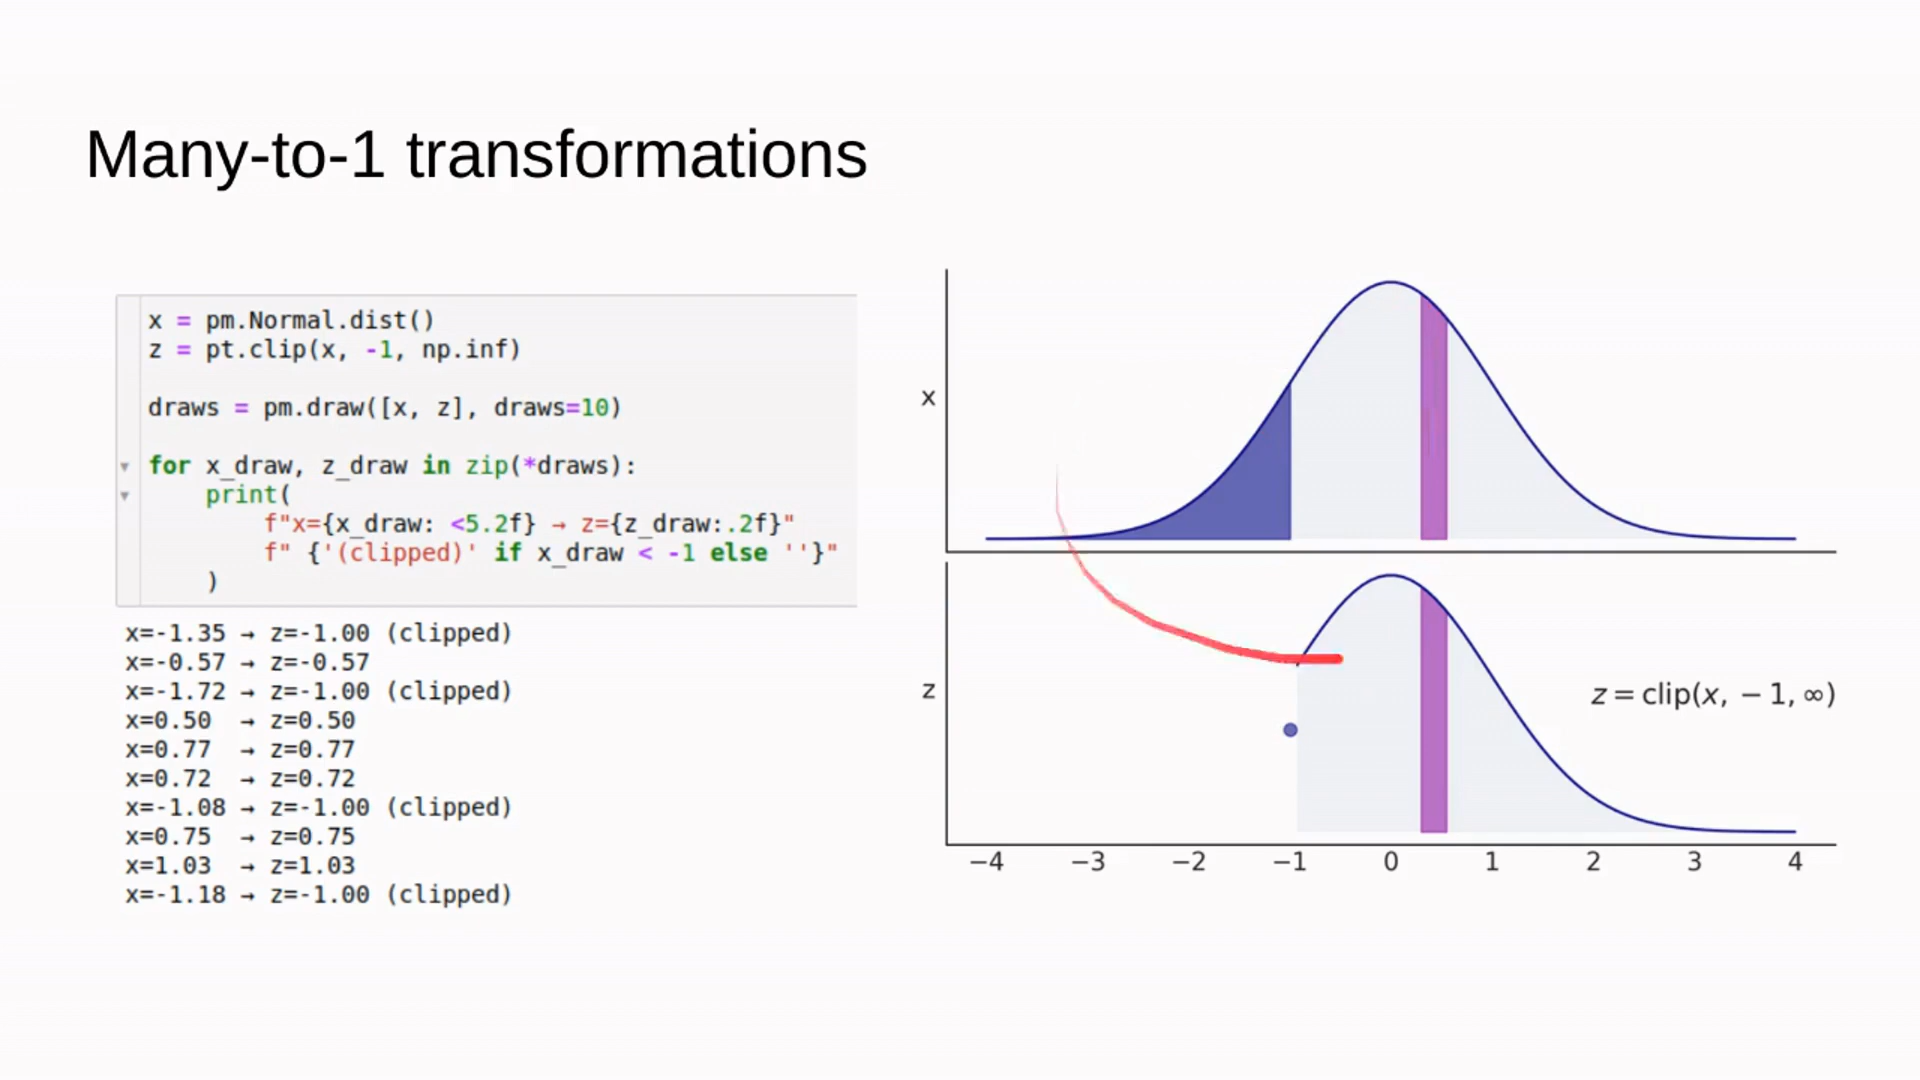 Many-to-1 transformations
x = pm.Normal.dist()
z = pt.clip(x, -1, np.inf)
draws = pm.draw([x, z], draws=10)
for x_draw, z_draw in zip(*draws):
    print(
        f"x={x_draw: <5.2f} → z={z_draw:.2f}"
        f" {'(clipped)' if x_draw < -1 else ''}"
    )
x=-1.35 → z=-1.00 (clipped)
x=-0.57 → z=-0.57
x=-1.72 → z=-1.00 (clipped)
x=0.50  → z=0.50
x=0.77  → z=0.77
x=0.72  → z=0.72
x=-1.08 → z=-1.00 (clipped)
x=0.75  → z=0.75
x=1.03  → z=1.03
x=-1.18 → z=-1.00 (clipped)
x
z
z = clip(x, − 1, ∞)
−4 −3 −2 −1 0 1 2 3 4